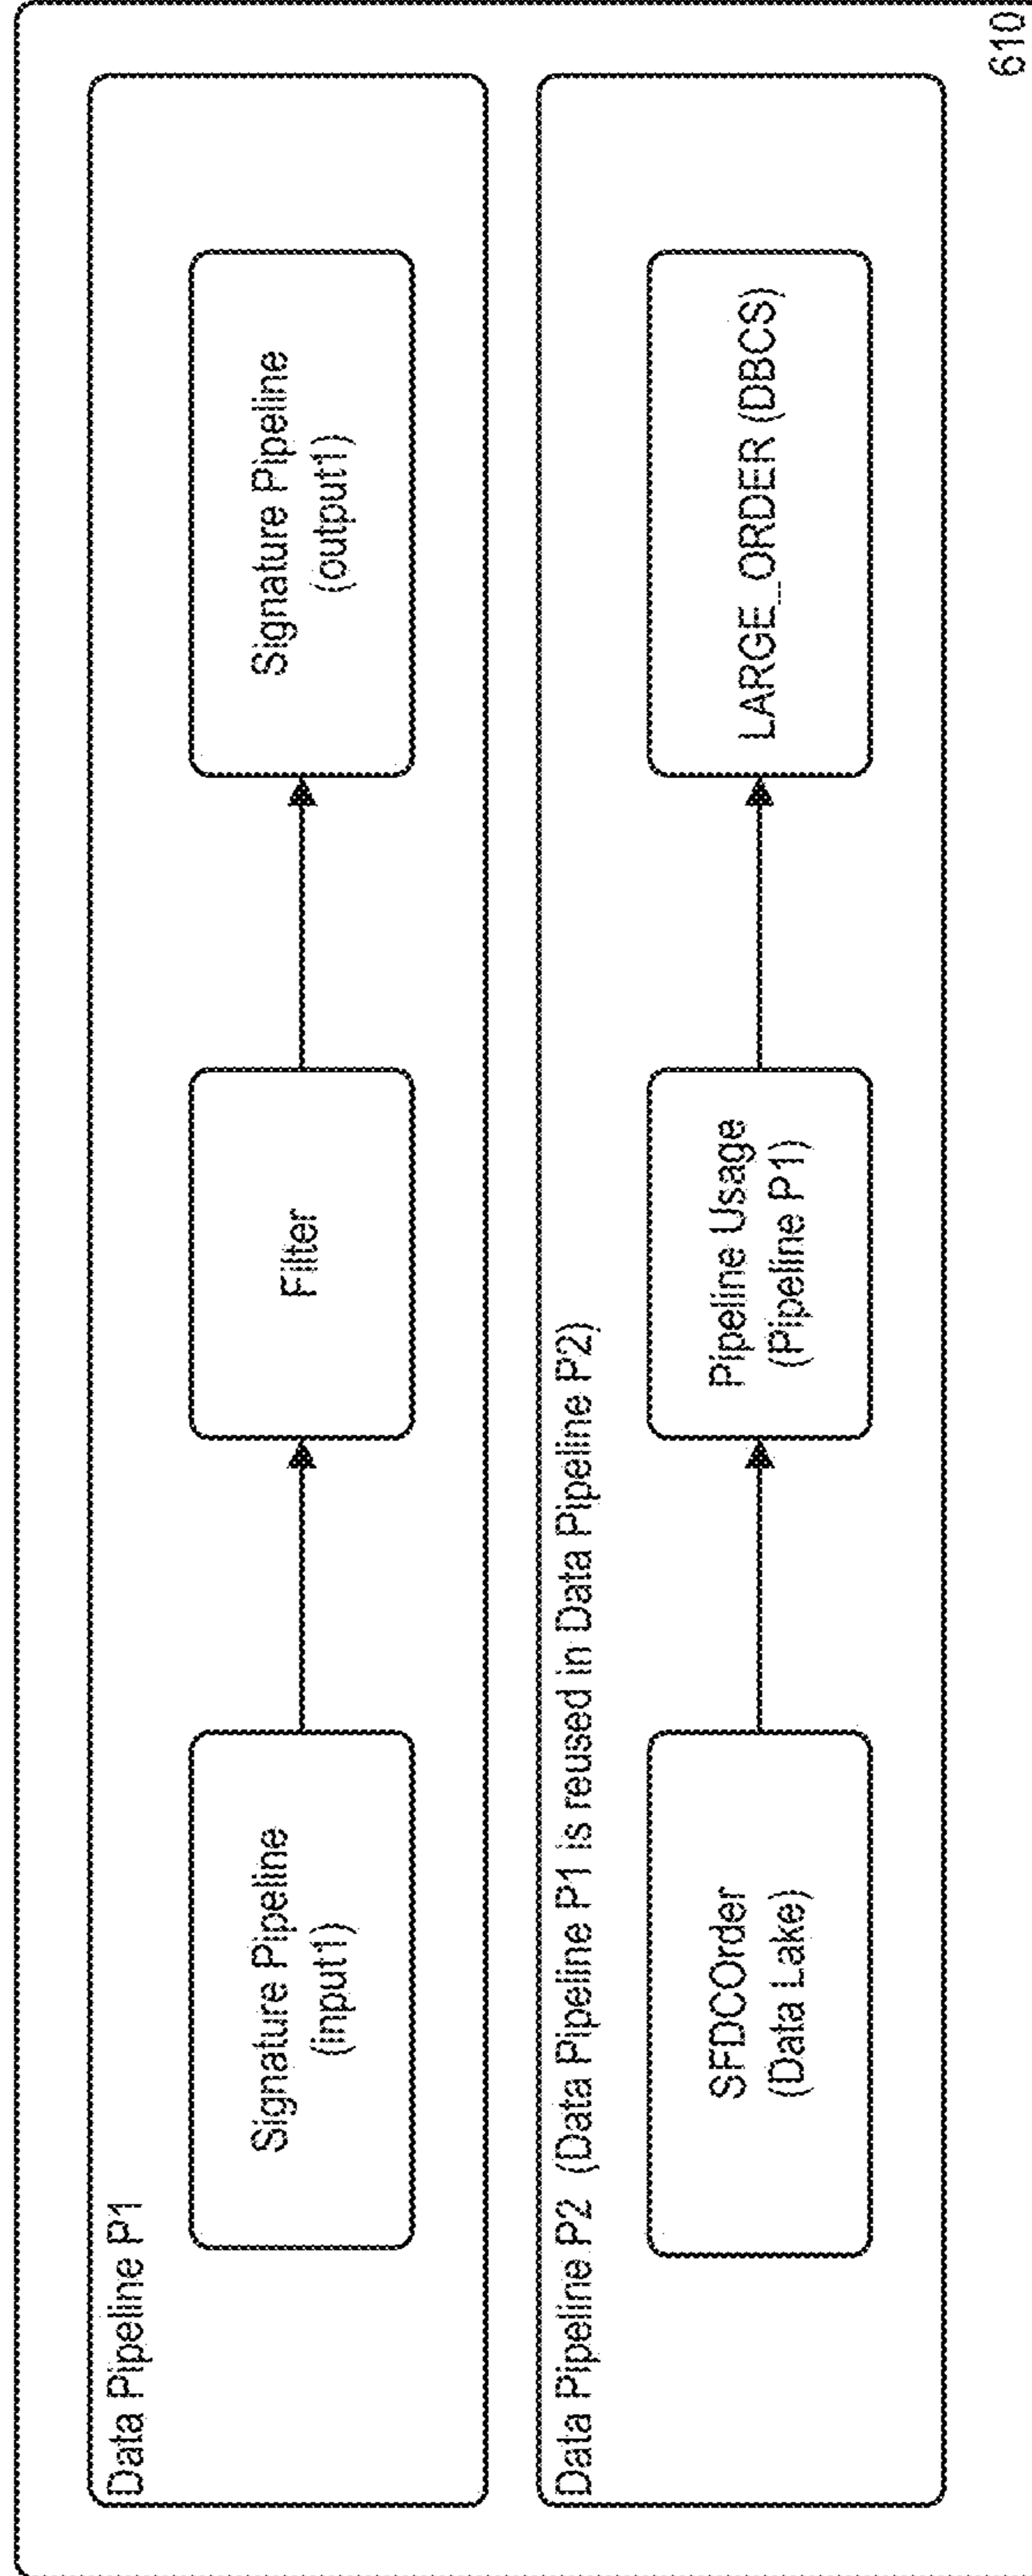 Data Pipeline P1
Signature Pipeline
(input1)
Filter
Signature Pipeline
(output1)
Data Pipeline P2 (Data Pipeline P1 is reused in Data Pipeline P2)
SFDCOrder
(Data Lake)
Pipeline Usage
(Pipeline P1)
LARGE_ORDER (DBCS)
610